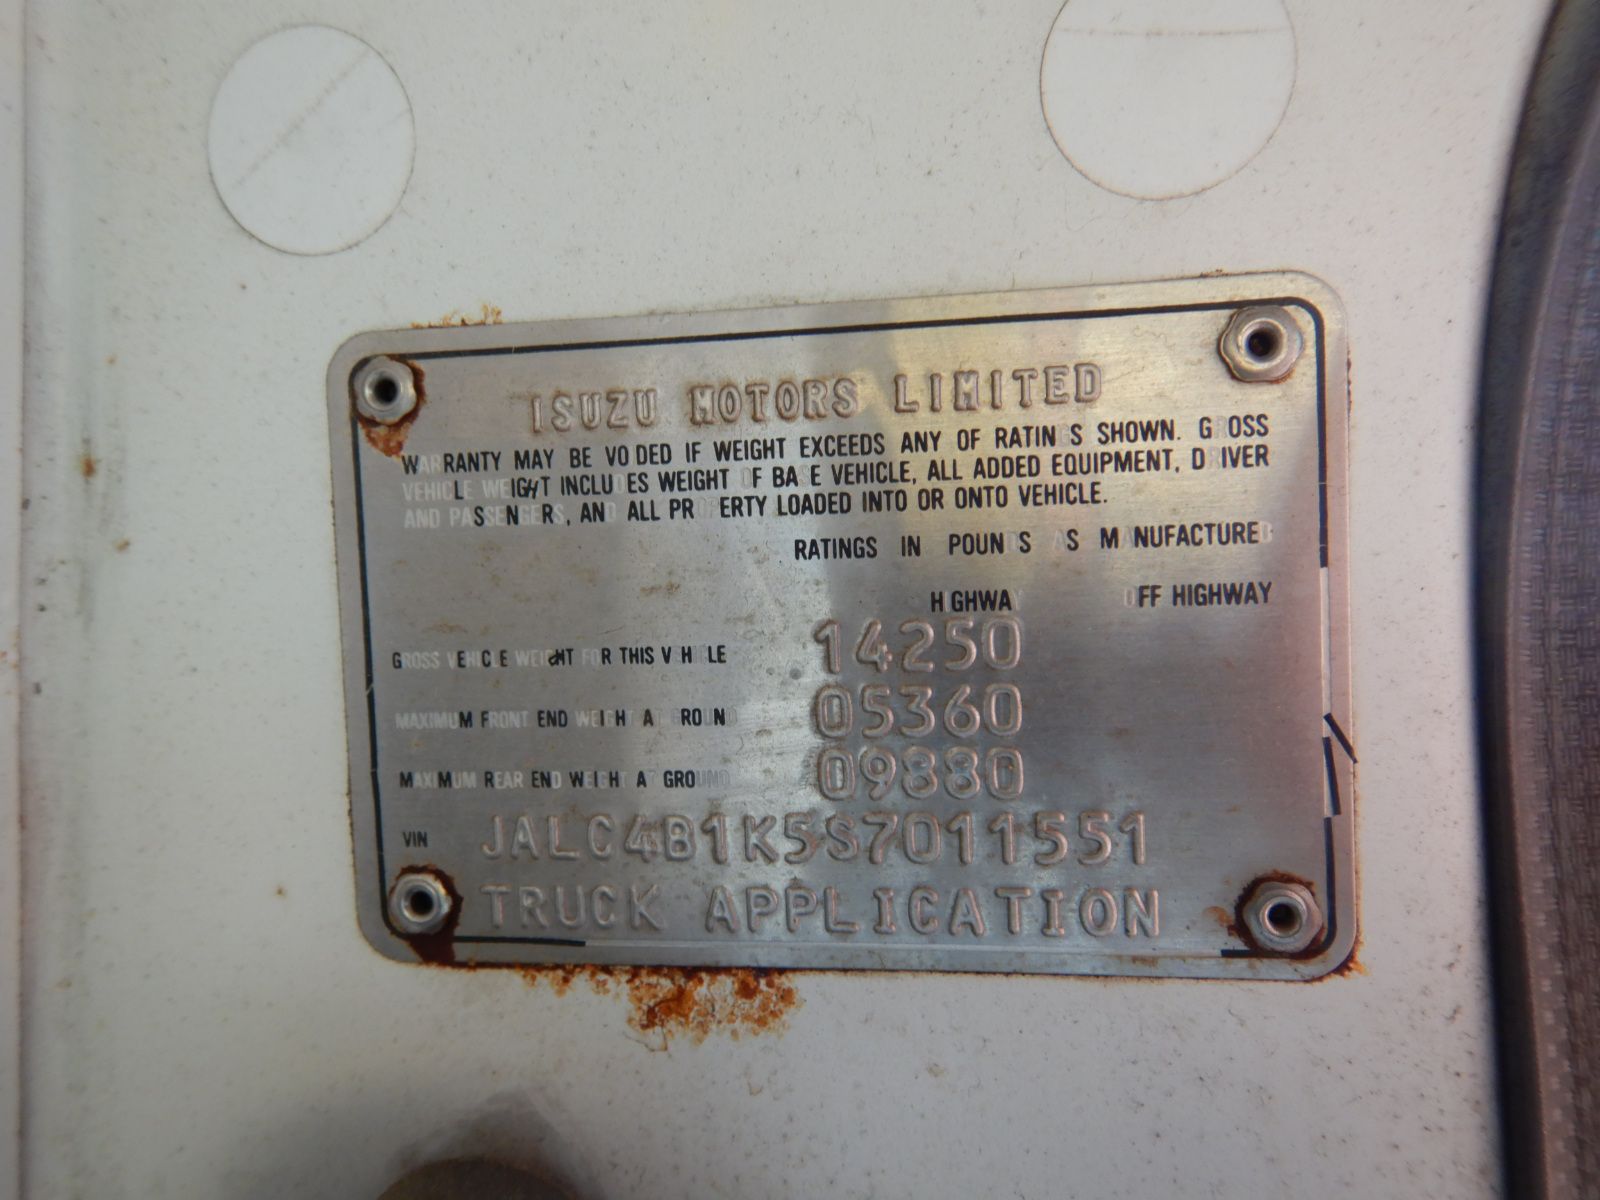 ISUZU MOTORS LIMITED
WARRANTY MAY BE VOIDED IF WEIGHT EXCEEDS ANY OF RATINGS SHOWN. GROSS
VEHICLE WEIGHT INCLUDES WEIGHT OF BASE VEHICLE, ALL ADDED EQUIPMENT, DRIVER
AND PASSENGERS, AND ALL PROPERTY LOADED INTO OR ONTO VEHICLE.
RATINGS IN POUNDS AS MANUFACTURED
HIGHWAY OFF HIGHWAY
GROSS VEHICLE WEIGHT FOR THIS VEHICLE 14250
MAXIMUM FRONT END WEIGHT AT GROUND 05360
MAXIMUM REAR END WEIGHT AT GROUND 09880
VIN JALC4B1K5S7011551
TRUCK APPLICATION